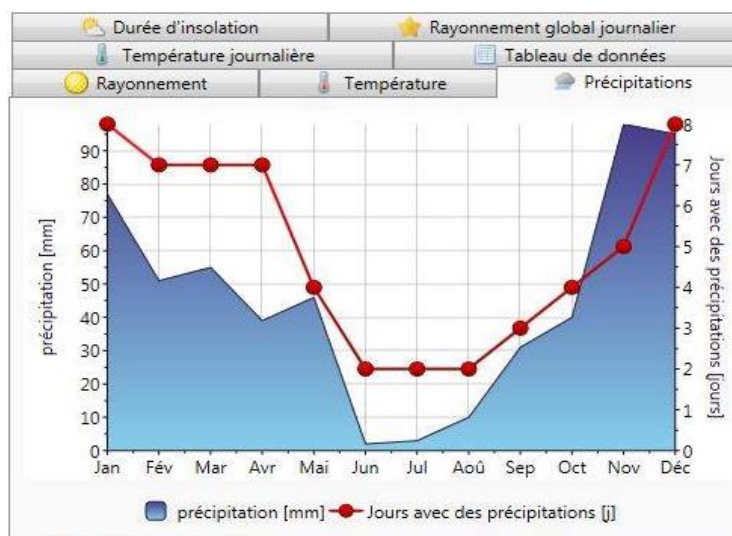 Durée d'insolation Rayonnement global journalier
Température journalière Tableau de données
Rayonnement Température Précipitations
précipitation [mm]
90
80
70
60
50
40
30
20
10
0
8
7
6
5
4
3
2
1
0
Jours avec des précipitations [jours]
Jan Fév Mar Avr Mai Jun Jul Aoû Sep Oct Nov Déc
précipitation [mm] Jours avec des précipitations [j]